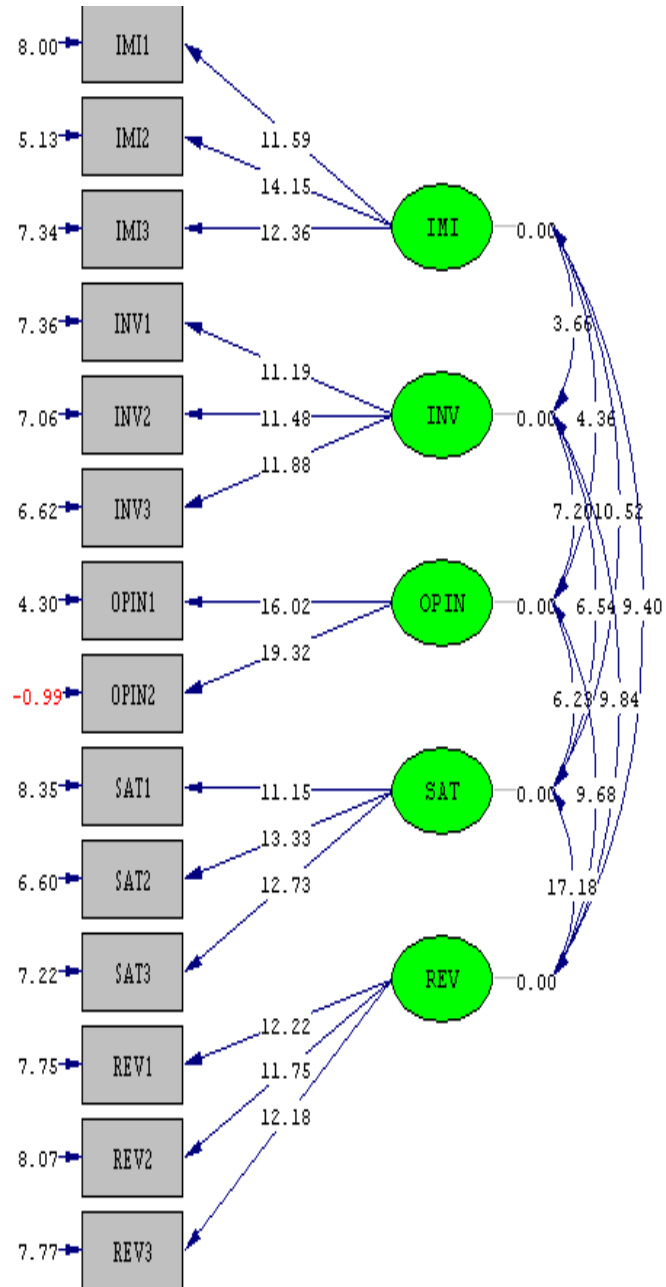 8.00 IMI1
11.59
5.13 IMI2
14.15
7.34 IMI3 12.36 IMI 0.00
3.66
7.36 INV1
11.19
7.06 INV2 11.48 INV 0.00 4.36
11.88
6.62 INV3 7.20 10.52
4.30 OPIN1 16.02 OPIN 0.00 6.54 9.40
19.32
-0.99 OPIN2 6.23 9.84
8.35 SAT1 11.15 SAT 0.00 9.68
13.33
6.60 SAT2 17.18
12.73
7.22 SAT3 REV 0.00
12.22
7.75 REV1
11.75
12.18
8.07 REV2
7.77 REV3